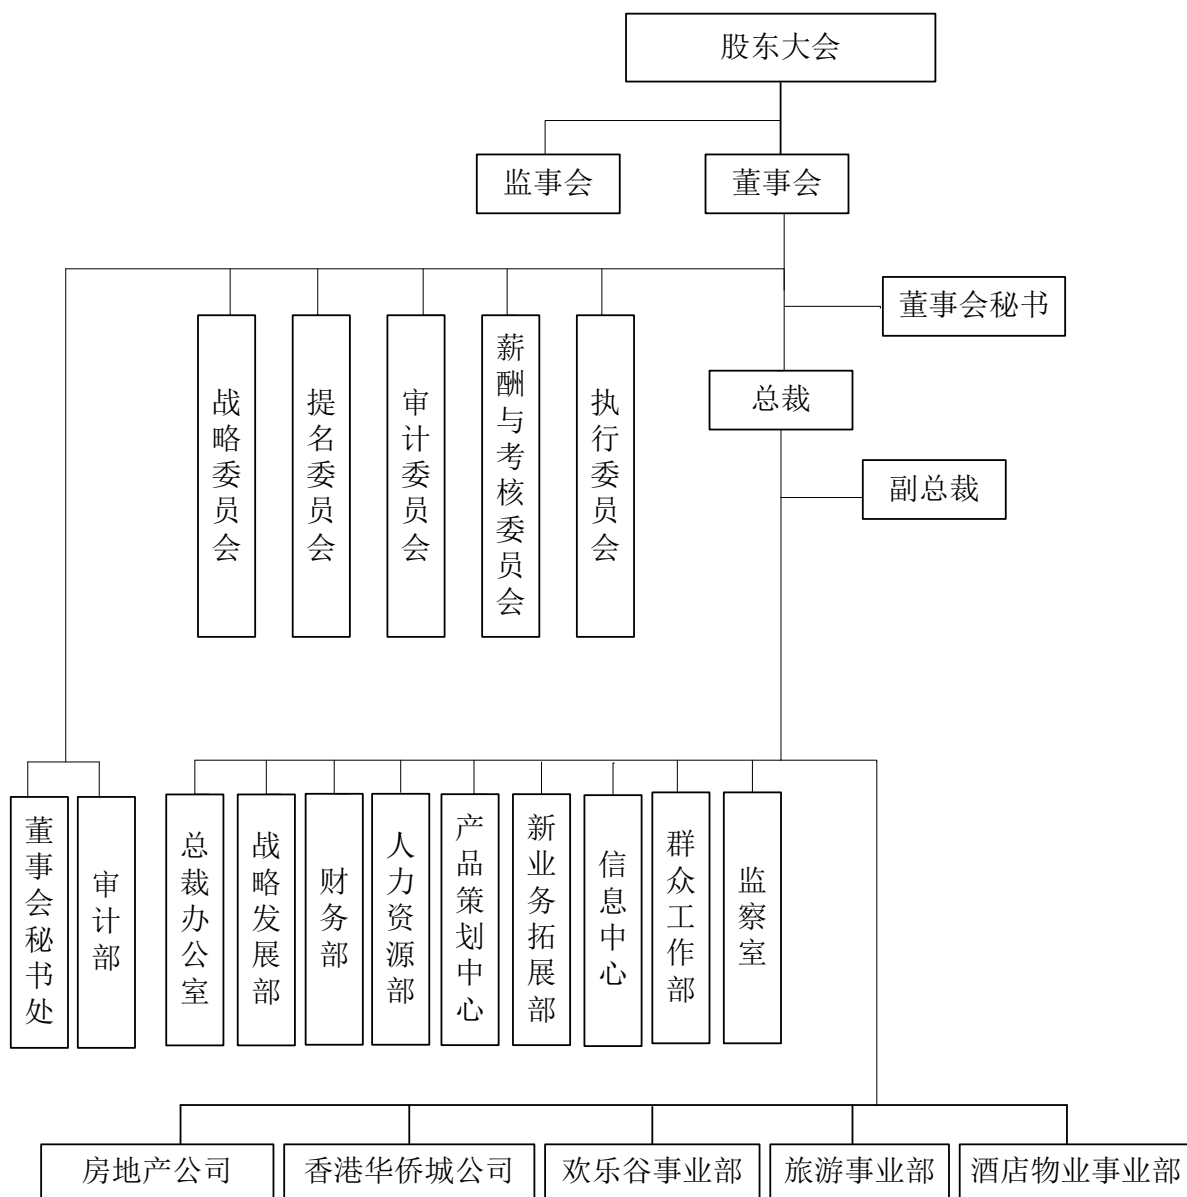 股东大会
监事会
董事会
董事会秘书
总裁
副总裁
战略委员会
提名委员会
审计委员会
薪酬与考核委员会
执行委员会
董事会秘书处
审计部
总裁办公室
战略发展部
财务部
人力资源部
产品策划中心
新业务拓展部
信息中心
群众工作部
监察室
房地产公司
香港华侨城公司
欢乐谷事业部
旅游事业部
酒店物业事业部